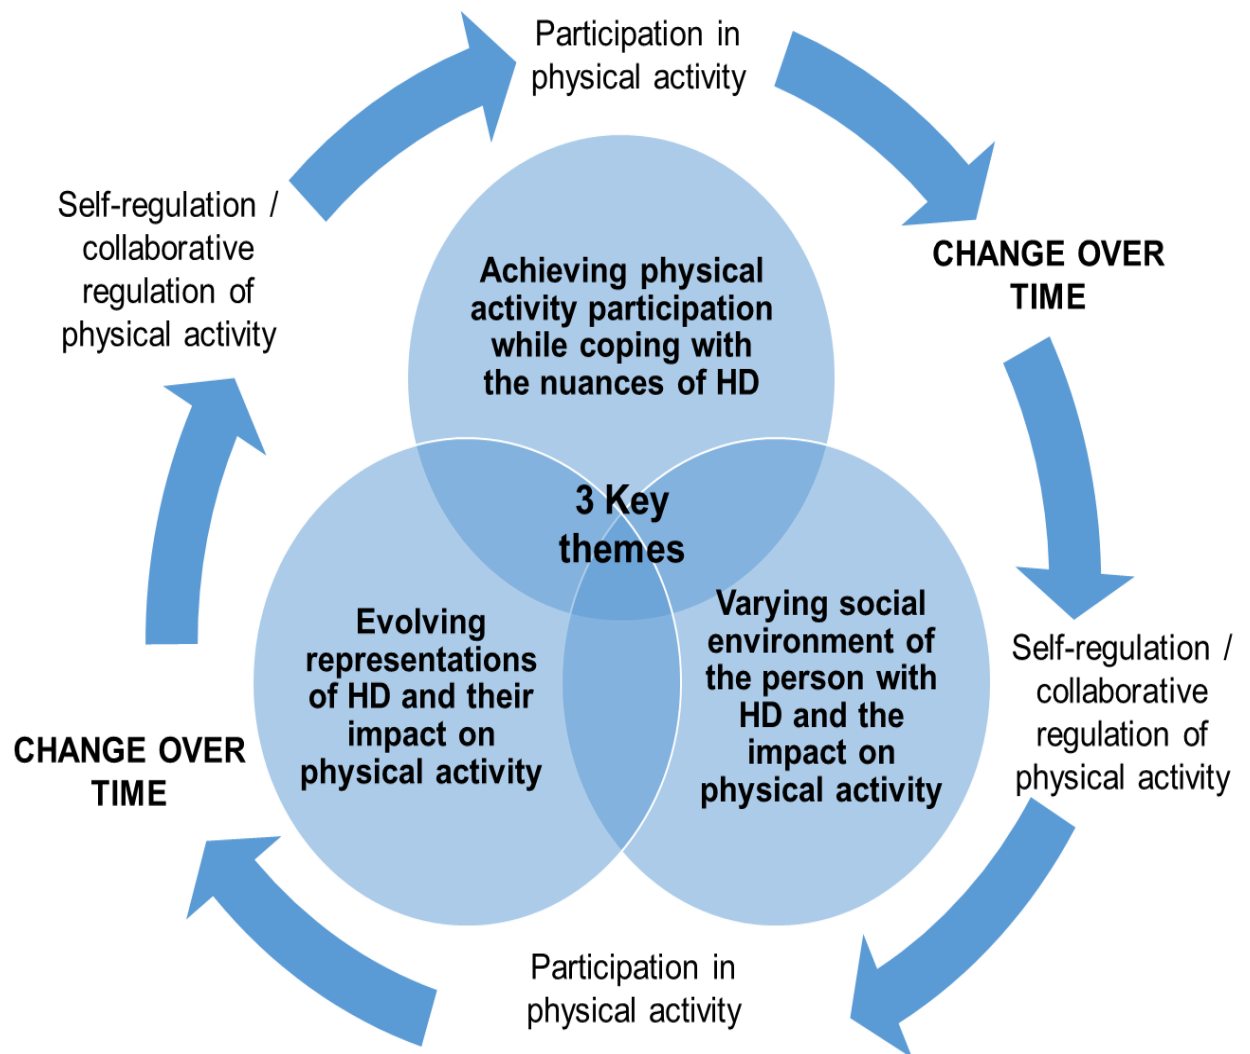 Participation in
physical activity
Self-regulation /
collaborative
regulation of
physical activity
CHANGE OVER
TIME
Achieving physical
activity participation
while coping with
the nuances of HD
3 Key
themes
Evolving
representations
of HD and their
impact on
physical activity
Varying social
environment of
the person with
HD and the
impact on
physical activity
Self-regulation /
collaborative
regulation of
physical activity
CHANGE OVER
TIME
Participation in
physical activity